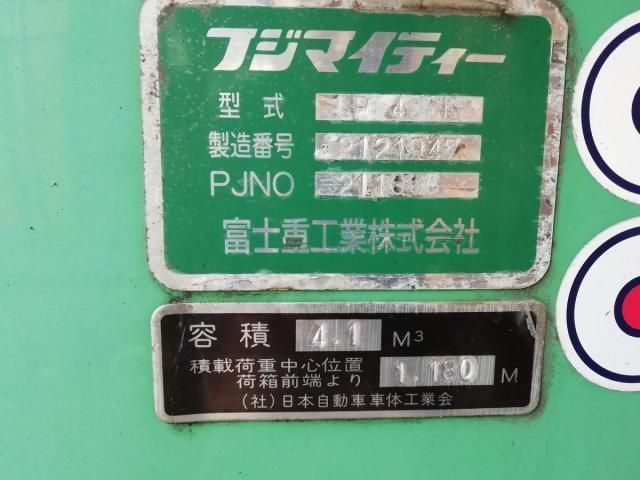 フジマイティー
型式
製造番号
PJNO
富士重工業株式会社
容積 4.1 M³
積載荷重中心位置
荷箱前端より 1.180 M
(社)日本自動車車体工業会